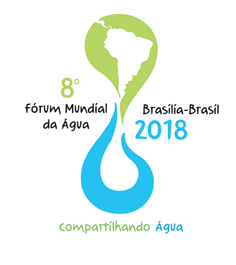 8°
Fórum Mundial
da Água
Brasília-Brasil
2018
Compartilhando Água